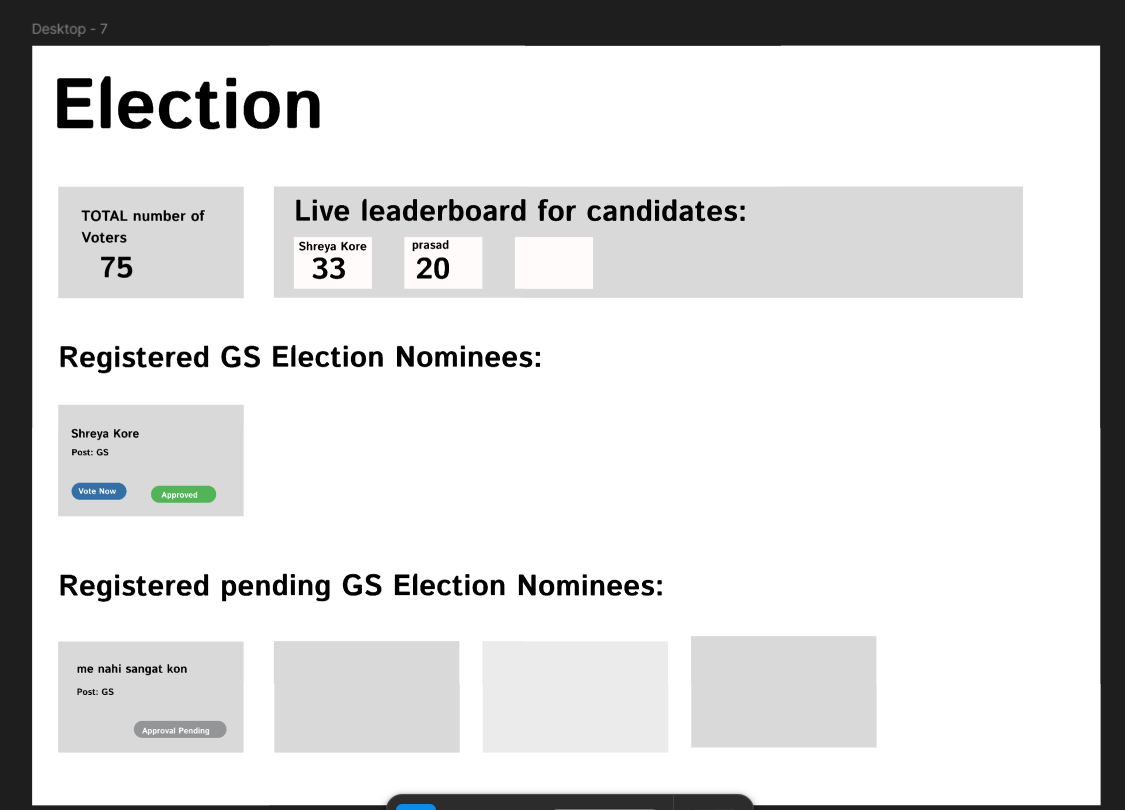 Desktop - 7
Election
TOTAL number of
Voters
75
Live leaderboard for candidates:
Shreya Kore
33
prasad
20
Registered GS Election Nominees:
Shreya Kore
Post: GS
Vote Now
Approved
Registered pending GS Election Nominees:
me nahi sangat kon
Post: GS
Approval Pending